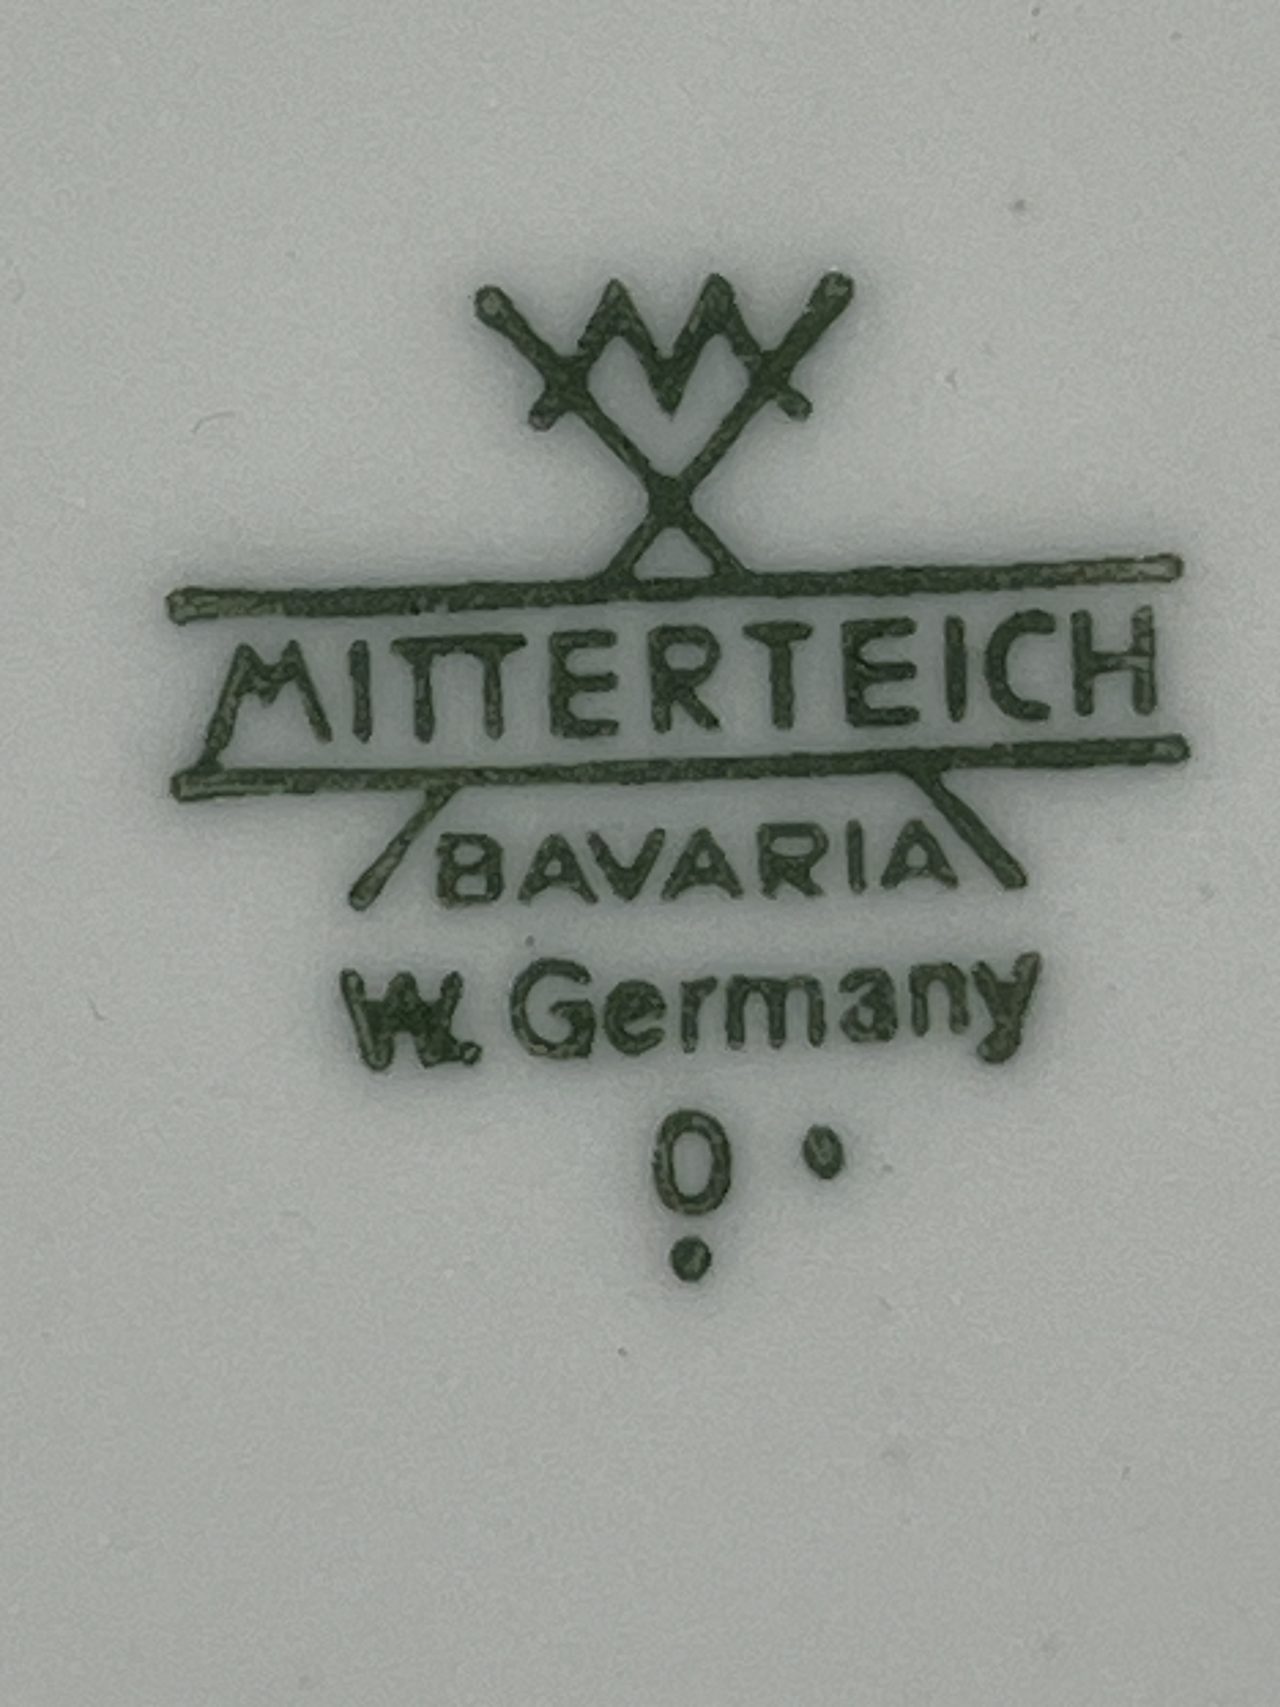 MITTERTEICH
BAVARIA
W. Germany
0